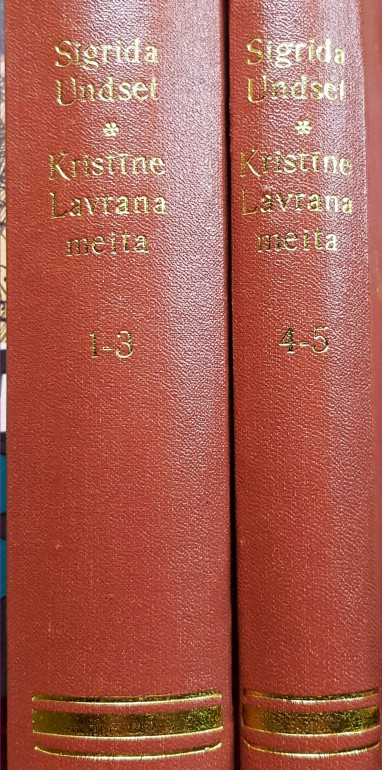 Sigrida
Undset
*
Kristīne
Lavrana
meita
1-3
Sigrida
Undset
*
Kristīne
Lavrana
meita
4-5